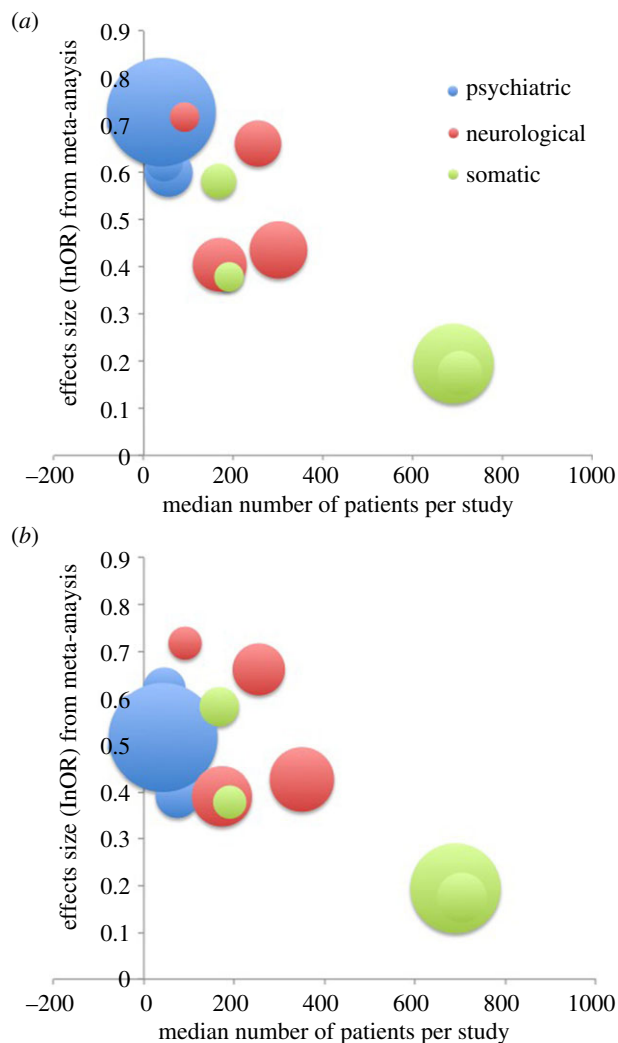 (a)
0.9
0.8
0.7
0.6
0.5
0.4
0.3
0.2
0.1
0
effects size (InOR) from meta-anaysis
psychiatric
neurological
somatic
–200 0 200 400 600 800 1000
median number of patients per study
(b)
0.9
0.8
0.7
0.6
0.5
0.4
0.3
0.2
0.1
0
effects size (InOR) from meta-anaysis
–200 0 200 400 600 800 1000
median number of patients per study